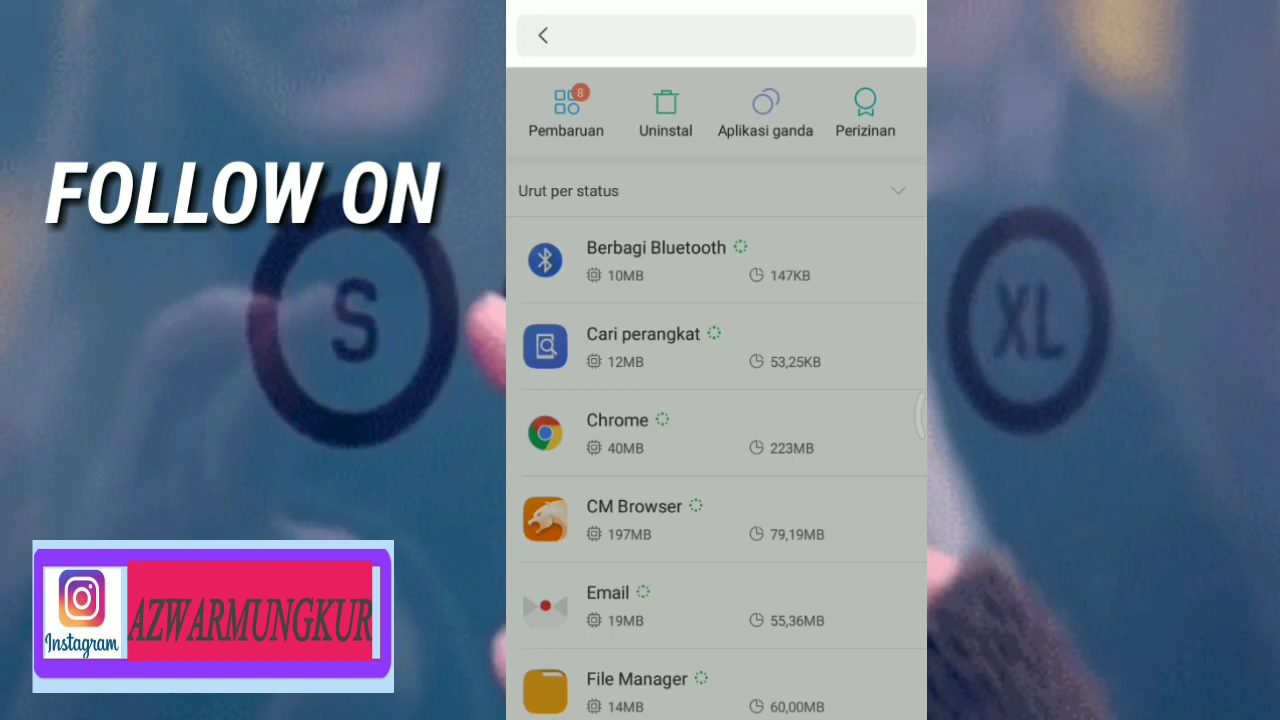 FOLLOW ON
S
Instagram
AZWARMUNGKUR
8
Pembaruan
Uninstal
Aplikasi ganda
Perizinan
Urut per status
Berbagi Bluetooth
10MB 147KB
Cari perangkat
12MB 53,25KB
Chrome
40MB 223MB
CM Browser
197MB 79,19MB
Email
19MB 55,36MB
File Manager
14MB 60,00MB
XL